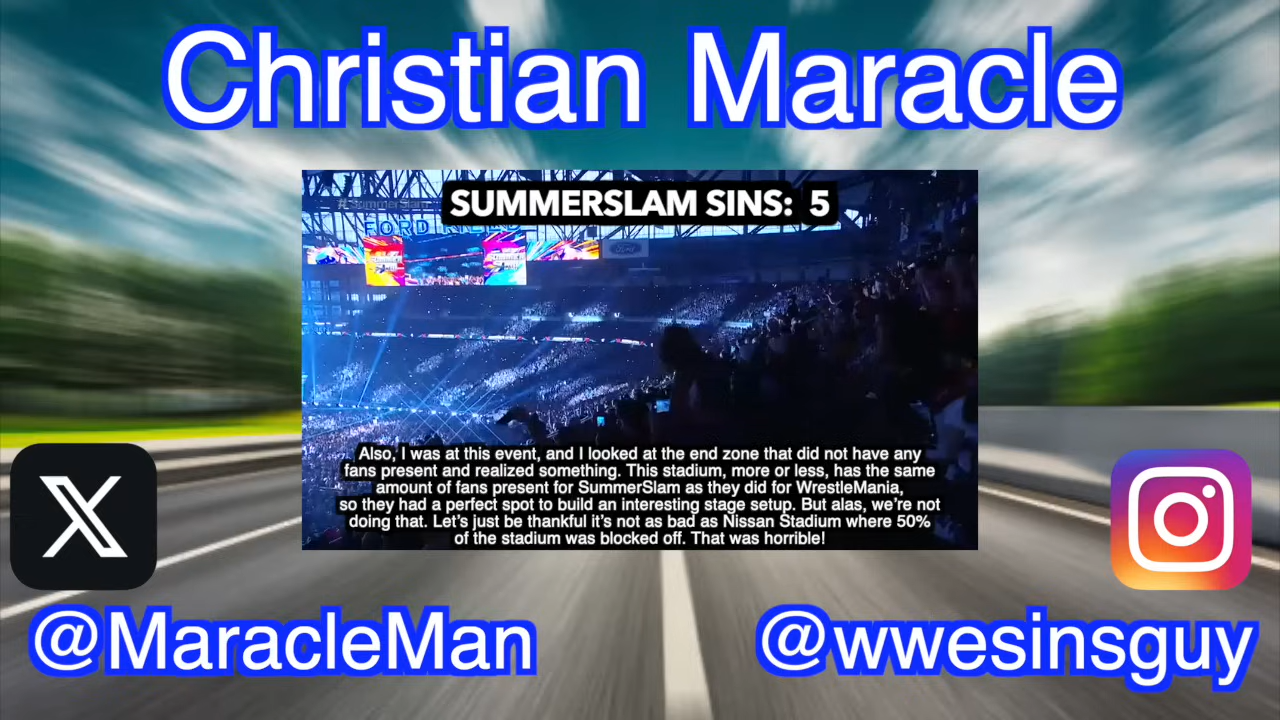 Christian Maracle
SUMMERSLAM SINS: 5
#SummerSlam
FORD FIELD
Ford
Also, I was at this event, and I looked at the end zone that did not have any
fans present and realized something. This stadium, more or less, has the same
amount of fans present for SummerSlam as they did for WrestleMania,
so they had a perfect spot to build an interesting stage setup. But alas, we're not
doing that. Let's just be thankful it's not as bad as Nissan Stadium where 50%
of the stadium was blocked off. That was horrible!
@MaracleMan
@wwesinsguy